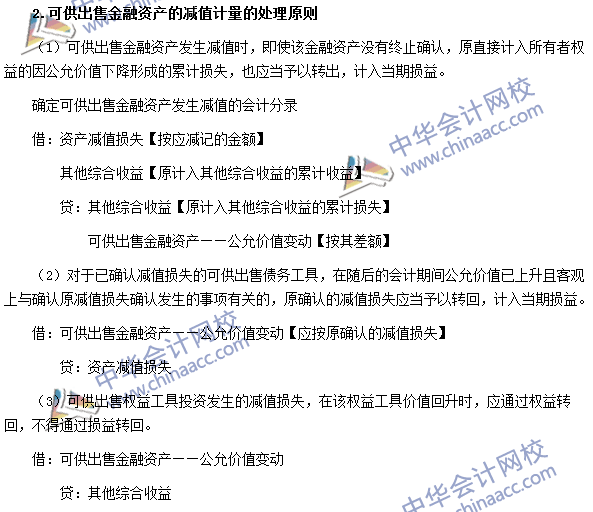 2.可供出售金融资产的减值计量的处理原则
（1）可供出售金融资产发生减值时，即使该金融资产没有终止确认，原直接计入所有者权
益的因公允价值下降形成的累计损失，也应当予以转出，计入当期损益。
确定可供出售金融资产发生减值的会计分录
借：资产减值损失【按应减记的金额】
其他综合收益【原计入其他综合收益的累计收益】
贷：其他综合收益【原计入其他综合收益的累计损失】
可供出售金融资产——公允价值变动【按其差额】
（2）对于已确认减值损失的可供出售债务工具，在随后的会计期间公允价值已上升且客观
上与确认原减值损失确认发生的事项有关的，原确认的减值损失应当予以转回，计入当期损益。
借：可供出售金融资产——公允价值变动【应按原确认的减值损失】
贷：资产减值损失
（3）可供出售权益工具投资发生的减值损失，在该权益工具价值回升时，应通过权益转
回，不得通过损益转回。
借：可供出售金融资产——公允价值变动
贷：其他综合收益
中华会计网校
www.chinaacc.com
中华会计网校
www.chinaacc.com
中华会计网校
www.chinaacc.com
中华会计网校
www.chinaacc.com